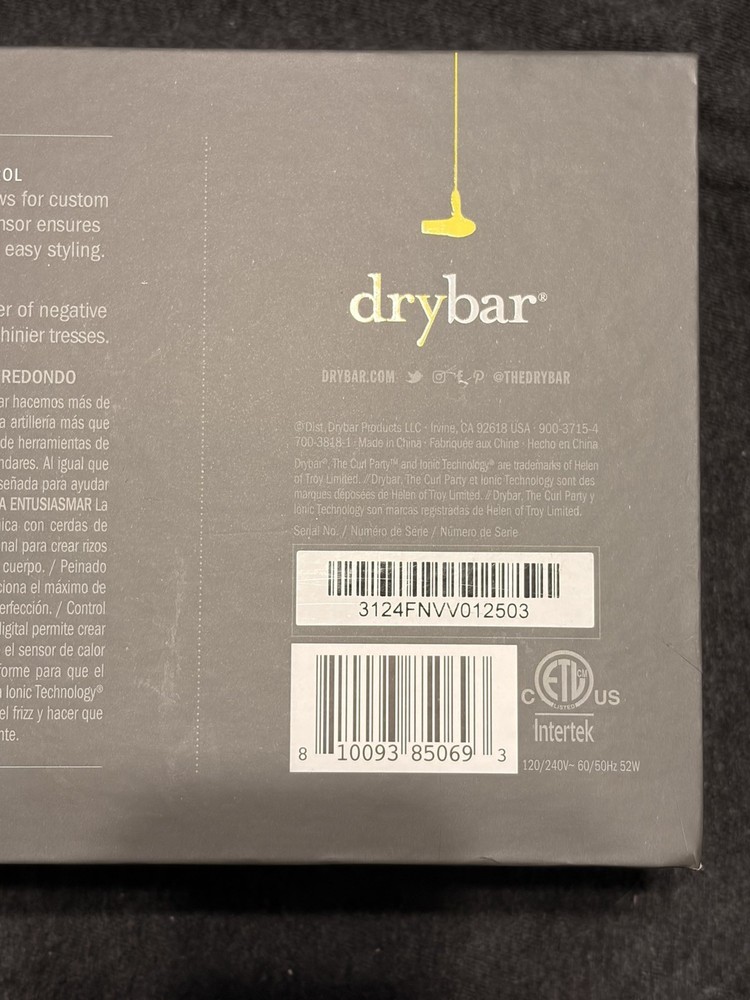 OL
ws for custom
nsor ensures
easy styling.
er of negative
hinier tresses.
REDONDO
ar hacemos más de
a artillería más que
de herramientas de
ndares. Al igual que
señada para ayudar
A ENTUSIASMAR La
ica con cerdas de
nal para crear rizos
cuerpo. / Peinado
ciona el máximo de
erfección. / Control
ligital permite crear
el sensor de calor
forme para que el
n Ionic Technology®
el frizz y hacer que
nte.
drybar®
DRYBAR.COM @THEDRYBAR
©Dist. Drybar Products LLC · Irvine, CA 92618 USA · 900-3715-4
700-3818-1 · Made in China · Fabriquée aux Chine · Hecho en China
Drybar®, The Curl Party™ and Ionic Technology® are trademarks of Helen
of Troy Limited. // Drybar, The Curl Party et Ionic Technology sont des
marques déposées de Helen of Troy Limited. // Drybar, The Curl Party y
Ionic Technology son marcas registradas de Helen of Troy Limited.
Serial No. / Numéro de Série / Número de Serie
3124FNVV012503
8 10093 85069 3
C ETL CM US
LISTED
Intertek
120/240V~ 60/50Hz 52W